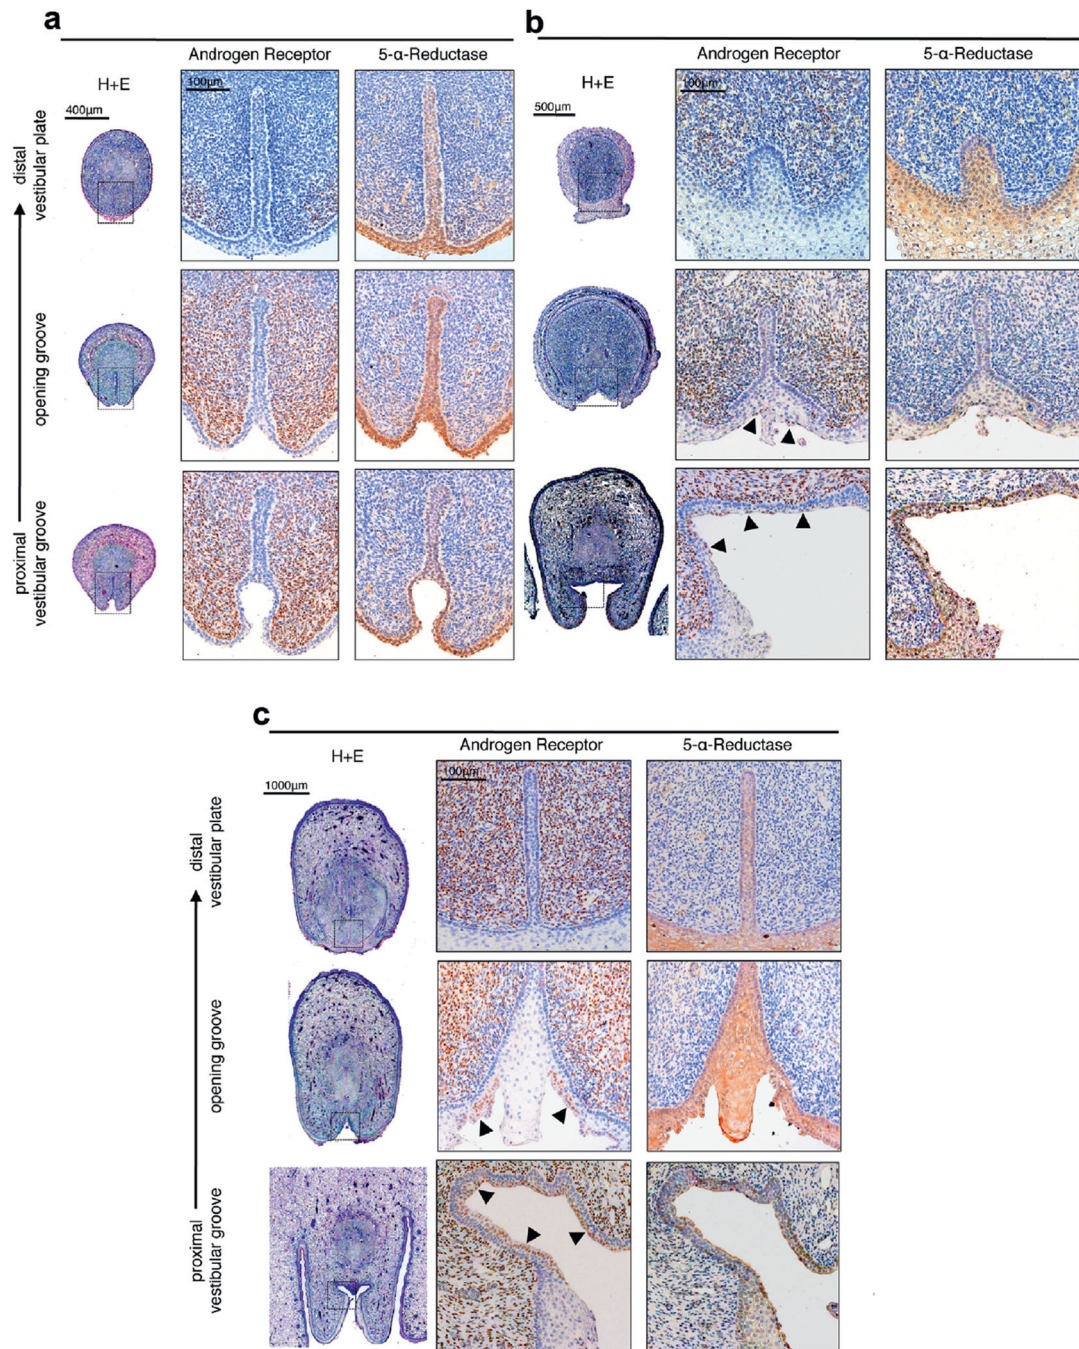 a
Androgen Receptor
5-α-Reductase
H+E
400µm
100µm
distal
vestibular plate
opening groove
proximal
vestibular groove
b
Androgen Receptor
5-α-Reductase
H+E
500µm
100µm
c
H+E
Androgen Receptor
5-α-Reductase
1000µm
100µm
distal
vestibular plate
opening groove
proximal
vestibular groove